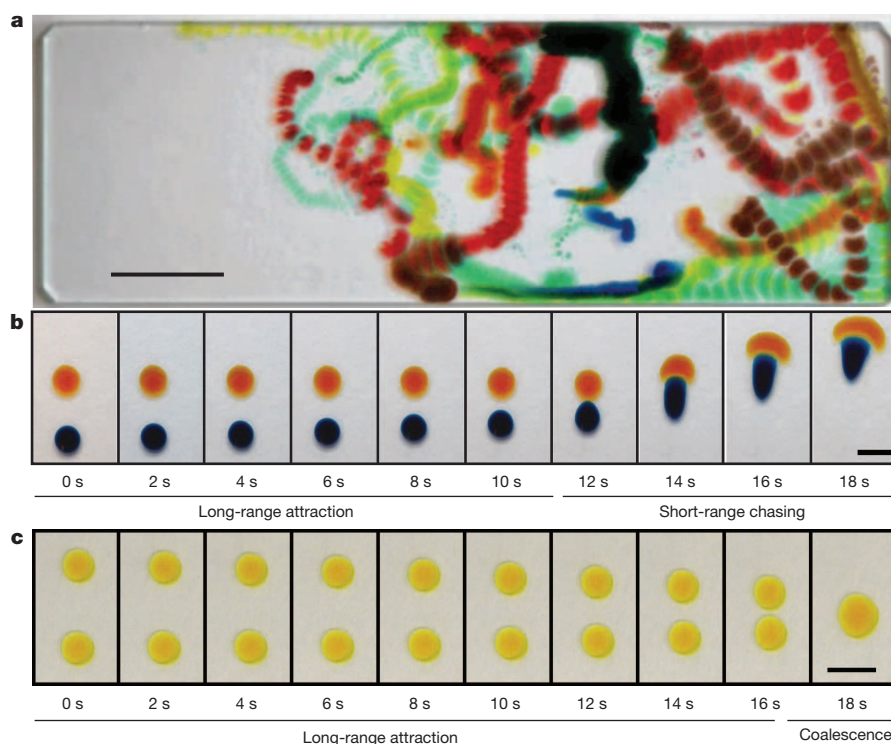 a
b
0 s 2 s 4 s 6 s 8 s 10 s 12 s 14 s 16 s 18 s
Long-range attraction Short-range chasing
c
0 s 2 s 4 s 6 s 8 s 10 s 12 s 14 s 16 s 18 s
Long-range attraction Coalescence